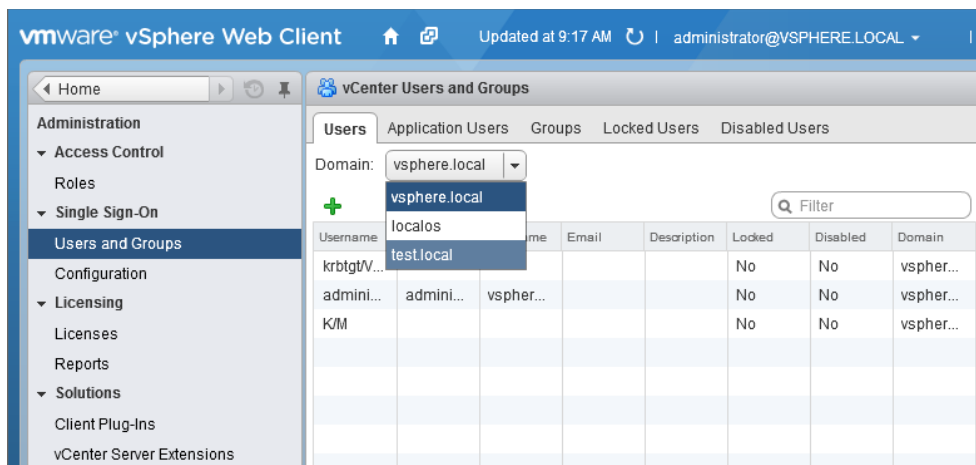 vmware® vSphere Web Client Updated at 9:17 AM | administrator@VSPHERE.LOCAL |
Home
Administration
Access Control
Roles
Single Sign-On
Users and Groups
Configuration
Licensing
Licenses
Reports
Solutions
Client Plug-Ins
vCenter Server Extensions
vCenter Users and Groups
Users Application Users Groups Locked Users Disabled Users
Domain: vsphere.local
vsphere.local
localos
test.local
Filter
Username Email Description Locked Disabled Domain
krbtgt/V... No No vspher...
admini... admini... vspher... No No vspher...
K/M No No vspher...